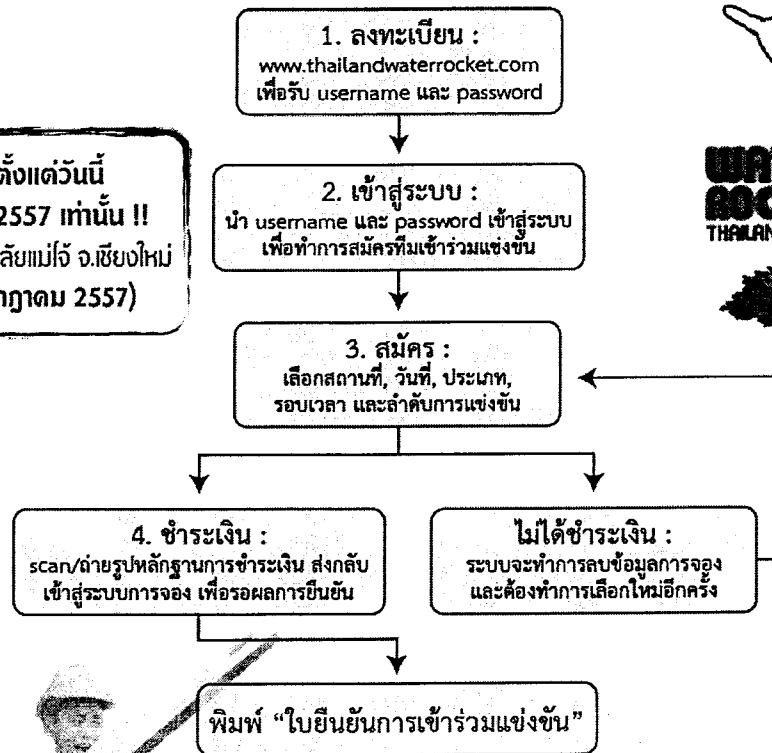 1. ลงทะเบียน :
www.thailandwaterrocket.com
เพื่อรับ username และ password
ตั้งแต่วันนี้
2557 เท่านั้น !!
ลัยแม่โจ้ จ.เชียงใหม่
กฎาคม 2557)
2. เข้าสู่ระบบ :
นำ username และ password เข้าสู่ระบบ
เพื่อทำการสมัครทีมเข้าร่วมแข่งขัน
3. สมัคร :
เลือกสถานที่, วันที่, ประเภท,
รอบเวลา และลำดับการแข่งขัน
4. ชำระเงิน :
scan/ถ่ายรูปหลักฐานการชำระเงิน ส่งกลับ
เข้าสู่ระบบการจอง เพื่อรอผลการยืนยัน
ไม่ได้ชำระเงิน :
ระบบจะทำการลบข้อมูลการจอง
และต้องทำการเลือกใหม่อีกครั้ง
พิมพ์ “ใบยืนยันการเข้าร่วมแข่งขัน”